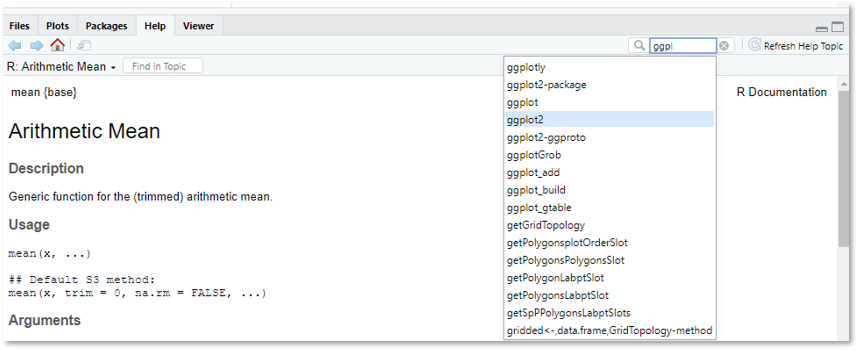 Files Plots Packages Help Viewer
ggpl Refresh Help Topic
R: Arithmetic Mean Find in Topic
mean {base} R Documentation
Arithmetic Mean
Description
Generic function for the (trimmed) arithmetic mean.
Usage
mean(x, ...)
## Default S3 method:
mean(x, trim = 0, na.rm = FALSE, ...)
Arguments
ggplotly
ggplot2-package
ggplot
ggplot2
ggplot2-ggproto
ggplotGrob
ggplot_add
ggplot_build
ggplot_gtable
getGridTopology
getPolygonsplotOrderSlot
getPolygonsPolygonsSlot
getPolygonLabptSlot
getPolygonsLabptSlot
getSpPPolygonsLabptSlots
gridded<-,data.frame,GridTopology-method